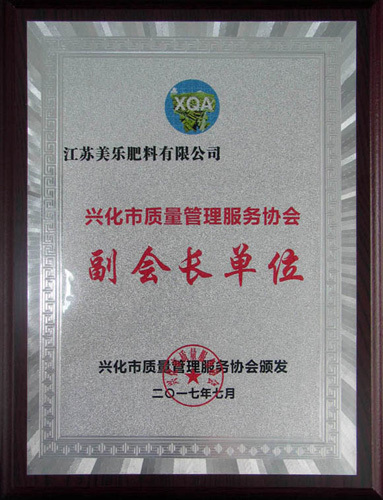 XQA
江苏美乐肥料有限公司
兴化市质量管理服务协会
副会长单位
兴化市质量管理服务协会颁发
二〇一七年七月